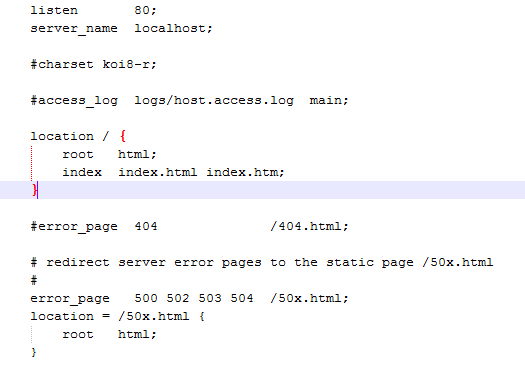 listen       80;
server_name  localhost;
#charset koi8-r;
#access_log  logs/host.access.log  main;
location / {
    root   html;
    index  index.html index.htm;
}
#error_page  404              /404.html;
# redirect server error pages to the static page /50x.html
#
error_page   500 502 503 504  /50x.html;
location = /50x.html {
    root   html;
}